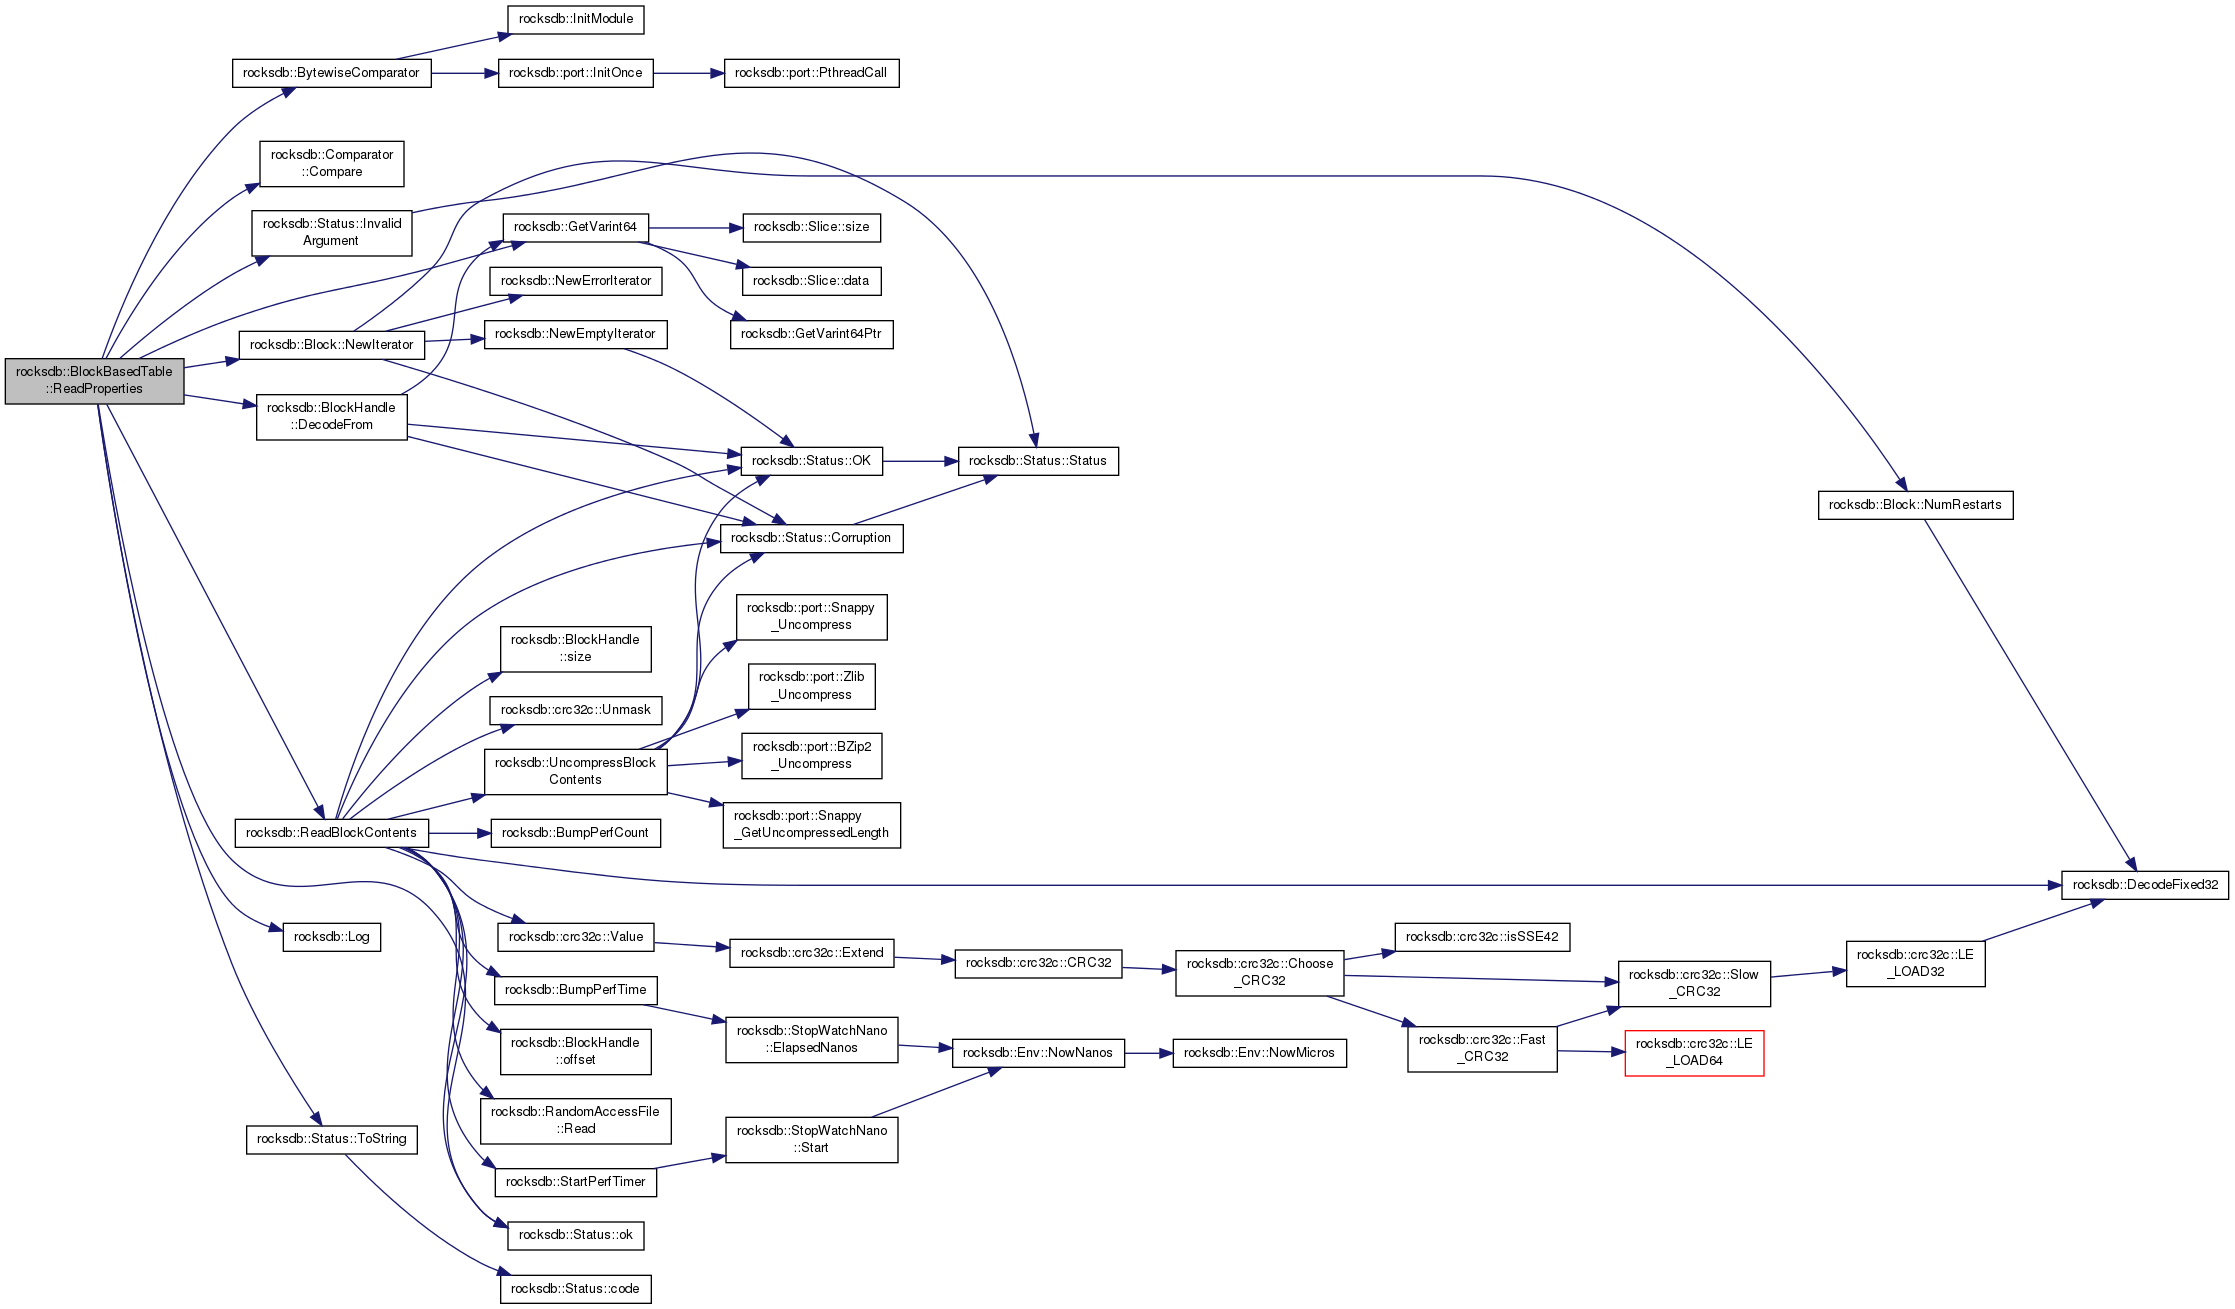 rocksdb::InitModule
rocksdb::BytewiseComparator
rocksdb::port::InitOnce
rocksdb::port::PthreadCall
rocksdb::Comparator
::Compare
rocksdb::Status::Invalid
Argument
rocksdb::GetVarint64
rocksdb::Slice::size
rocksdb::NewErrorIterator
rocksdb::Slice::data
rocksdb::Block::NewIterator
rocksdb::NewEmptyIterator
rocksdb::GetVarint64Ptr
rocksdb::BlockBasedTable
::ReadProperties
rocksdb::BlockHandle
::DecodeFrom
rocksdb::Status::OK
rocksdb::Status::Status
rocksdb::Block::NumRestarts
rocksdb::Status::Corruption
rocksdb::port::Snappy
_Uncompress
rocksdb::BlockHandle
::size
rocksdb::port::Zlib
_Uncompress
rocksdb::crc32c::Unmask
rocksdb::UncompressBlock
Contents
rocksdb::port::BZip2
_Uncompress
rocksdb::port::Snappy
_GetUncompressedLength
rocksdb::ReadBlockContents
rocksdb::BumpPerfCount
rocksdb::DecodeFixed32
rocksdb::Log
rocksdb::crc32c::Value
rocksdb::crc32c::Extend
rocksdb::crc32c::CRC32
rocksdb::crc32c::Choose
_CRC32
rocksdb::crc32c::isSSE42
rocksdb::crc32c::Slow
_CRC32
rocksdb::crc32c::LE
_LOAD32
rocksdb::BumpPerfTime
rocksdb::StopWatchNano
::ElapsedNanos
rocksdb::BlockHandle
::offset
rocksdb::Env::NowNanos
rocksdb::Env::NowMicros
rocksdb::crc32c::Fast
_CRC32
rocksdb::crc32c::LE
_LOAD64
rocksdb::RandomAccessFile
::Read
rocksdb::StopWatchNano
::Start
rocksdb::Status::ToString
rocksdb::StartPerfTimer
rocksdb::Status::ok
rocksdb::Status::code